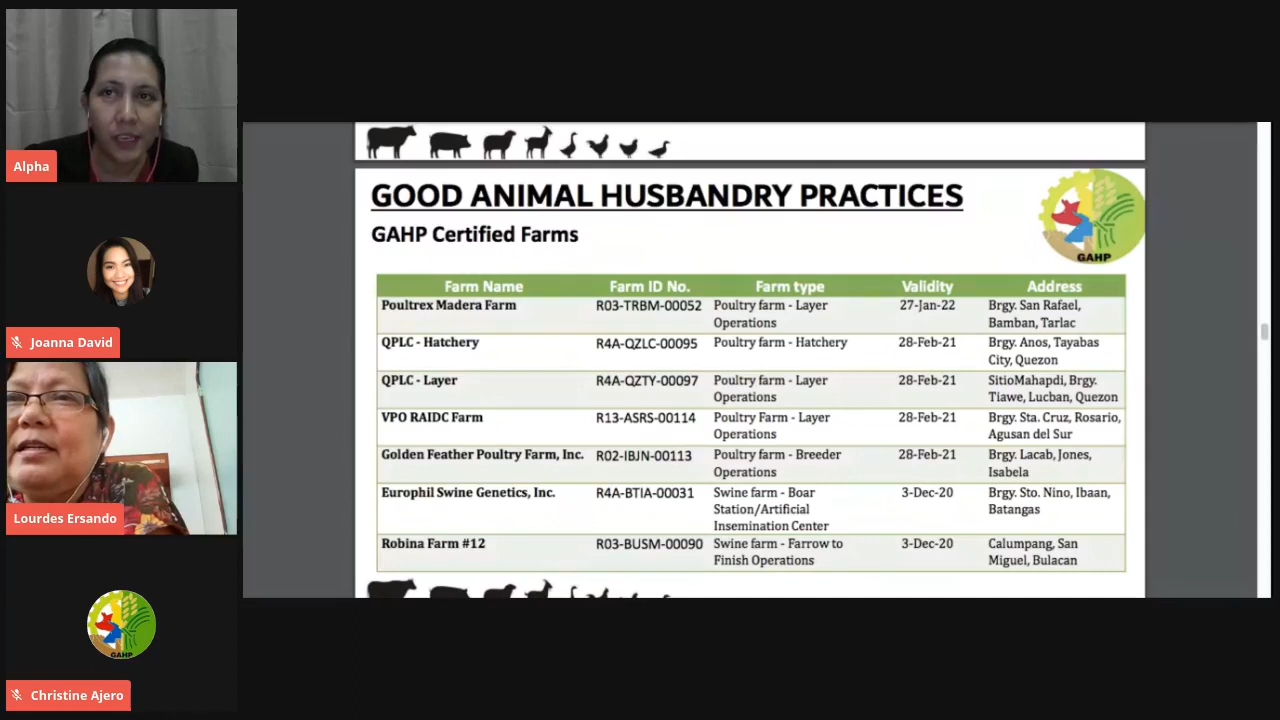 Alpha
Joanna David
Lourdes Ersando
Christine Ajero
GOOD ANIMAL HUSBANDRY PRACTICES
GAHP Certified Farms
GAHP
Farm Name Farm ID No. Farm type Validity Address
Poultrex Madera Farm R03-TRBM-00052 Poultry farm - Layer 27-Jan-22 Brgy. San Rafael,
Operations Bamban, Tarlac
QPLC - Hatchery R4A-QZLC-00095 Poultry farm - Hatchery 28-Feb-21 Brgy. Anos, Tayabas
City, Quezon
QPLC - Layer R4A-QZTY-00097 Poultry farm - Layer 28-Feb-21 SitioMahapdi, Brgy.
Operations Tiawe, Lucban, Quezon
VPO RAIDC Farm R13-ASRS-00114 Poultry Farm - Layer 28-Feb-21 Brgy. Sta. Cruz, Rosario,
Operations Agusan del Sur
Golden Feather Poultry Farm, Inc. R02-IBJN-00113 Poultry farm - Breeder 28-Feb-21 Brgy. Lacab, Jones,
Operations Isabela
Europhil Swine Genetics, Inc. R4A-BTIA-00031 Swine farm - Boar 3-Dec-20 Brgy. Sto. Nino, Ibaan,
Station/Artificial Batangas
Insemination Center
Robina Farm #12 R03-BUSM-00090 Swine farm - Farrow to 3-Dec-20 Calumpang, San
Finish Operations Miguel, Bulacan
GAHP